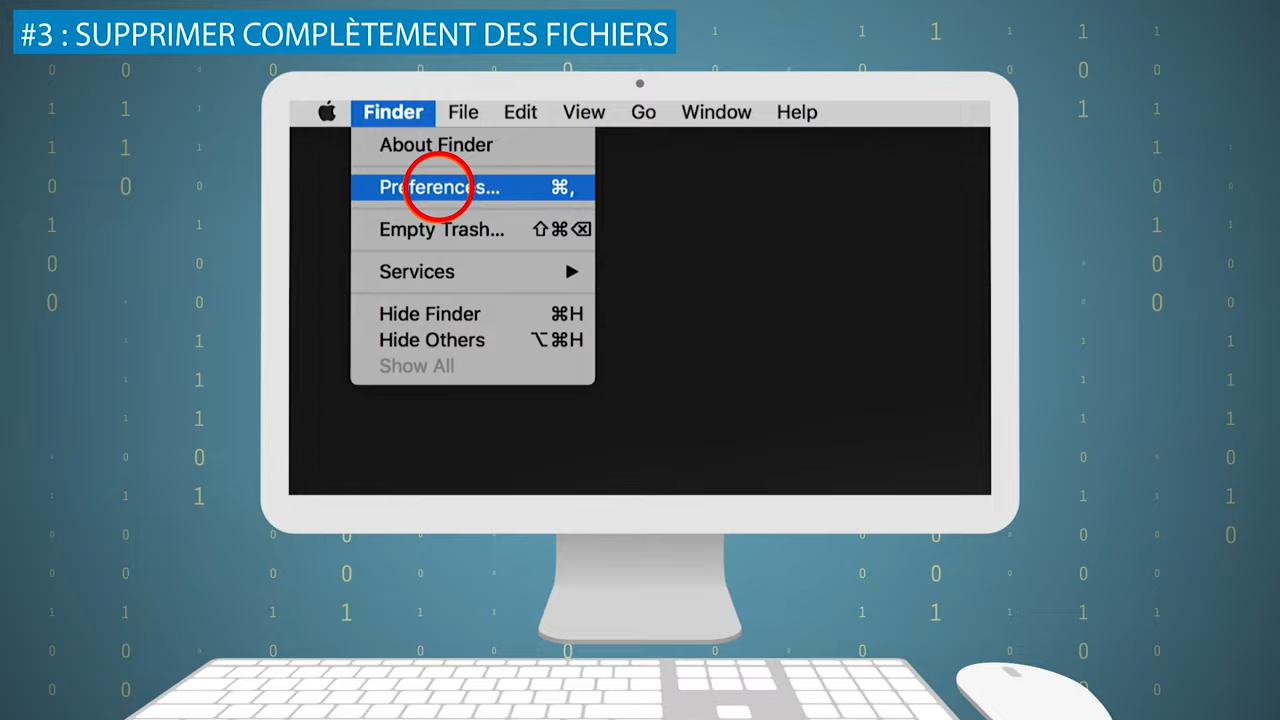 #3 : SUPPRIMER COMPLÈTEMENT DES FICHIERS
Finder File Edit View Go Window Help
About Finder
Preferences... ⌘,
Empty Trash... ⇧⌘⌫
Services ▶
Hide Finder ⌘H
Hide Others ⌥⌘H
Show All